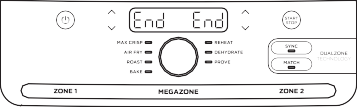 End End
START
STOP
MAX CRISP
AIR FRY
ROAST
BAKE
REHEAT
DEHYDRATE
PROVE
SYNC
MATCH
DUALZONE
TECHNOLOGY
ZONE 1
MEGAZONE
ZONE 2